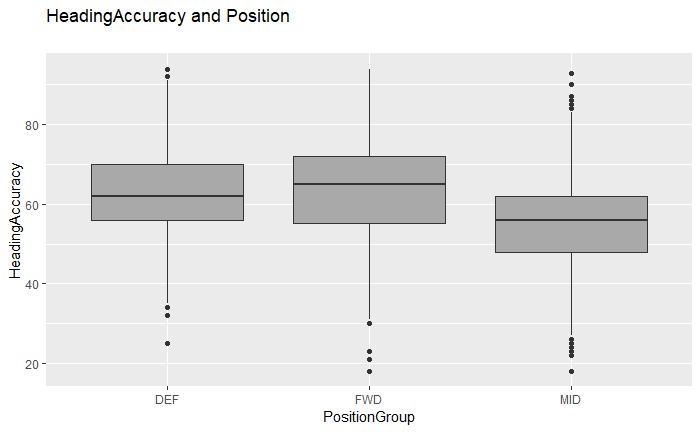 HeadingAccuracy and Position
HeadingAccuracy
80
60
40
20
DEF
FWD
MID
PositionGroup